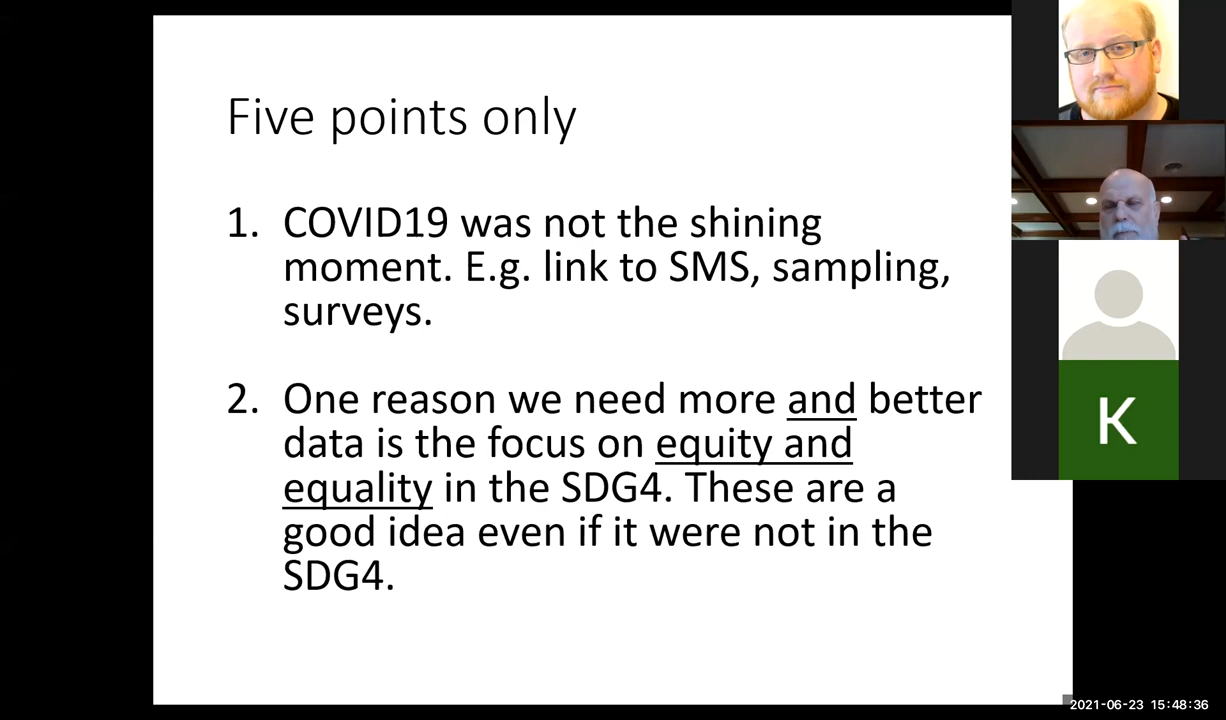 Five points only
1. COVID19 was not the shining
moment. E.g. link to SMS, sampling,
surveys.
2. One reason we need more and better
data is the focus on equity and
equality in the SDG4. These are a
good idea even if it were not in the
SDG4.
K
2021-06-23 15:48:36